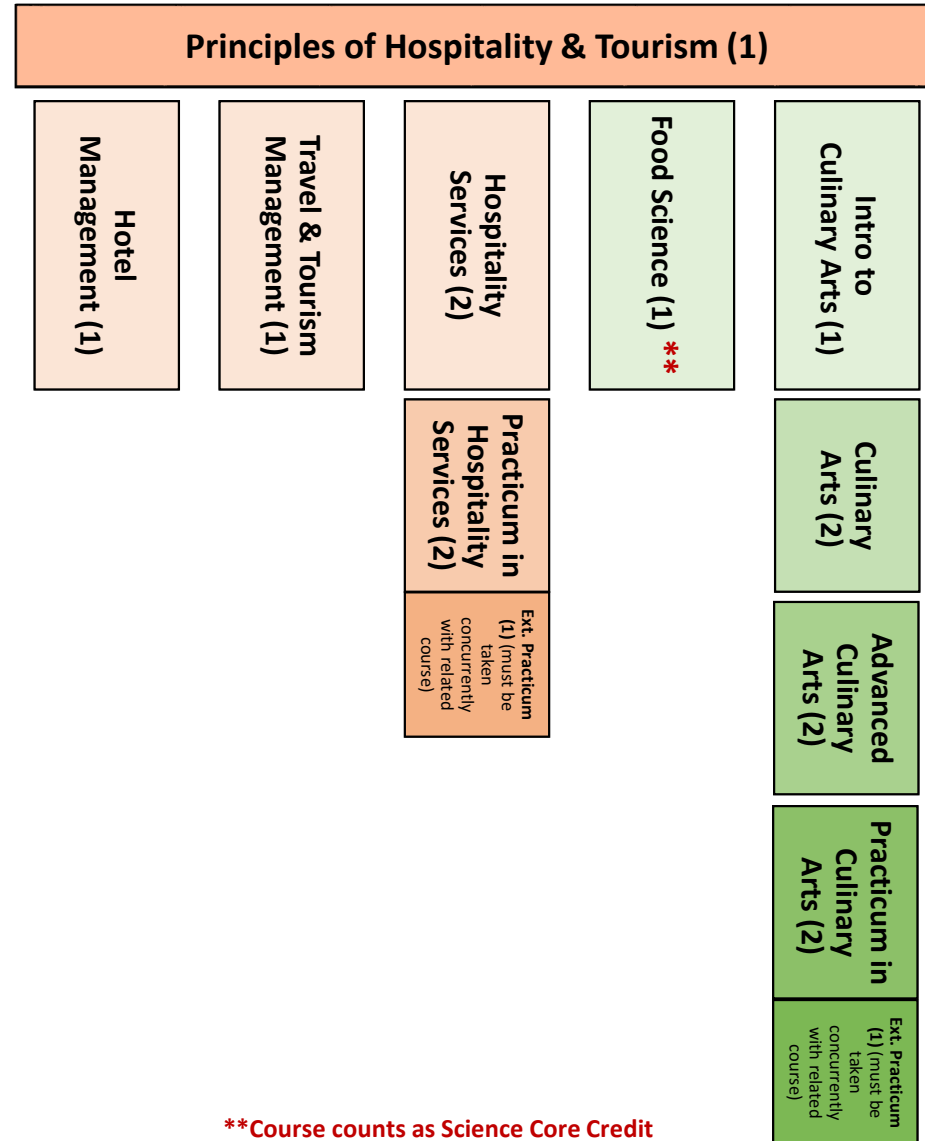 Principles of Hospitality & Tourism (1)
Hotel
Management (1)
Travel & Tourism
Management (1)
Hospitality
Services (2)
Food Science (1) **
Intro to
Culinary Arts (1)
Practicum in
Hospitality
Services (2)
Culinary
Arts (2)
Ext. Practicum
(1) (must be
taken
concurrently
with related
course)
Advanced
Culinary
Arts (2)
Practicum in
Culinary
Arts (2)
Ext. Practicum
(1) (must be
taken
concurrently
with related
course)
**Course counts as Science Core Credit